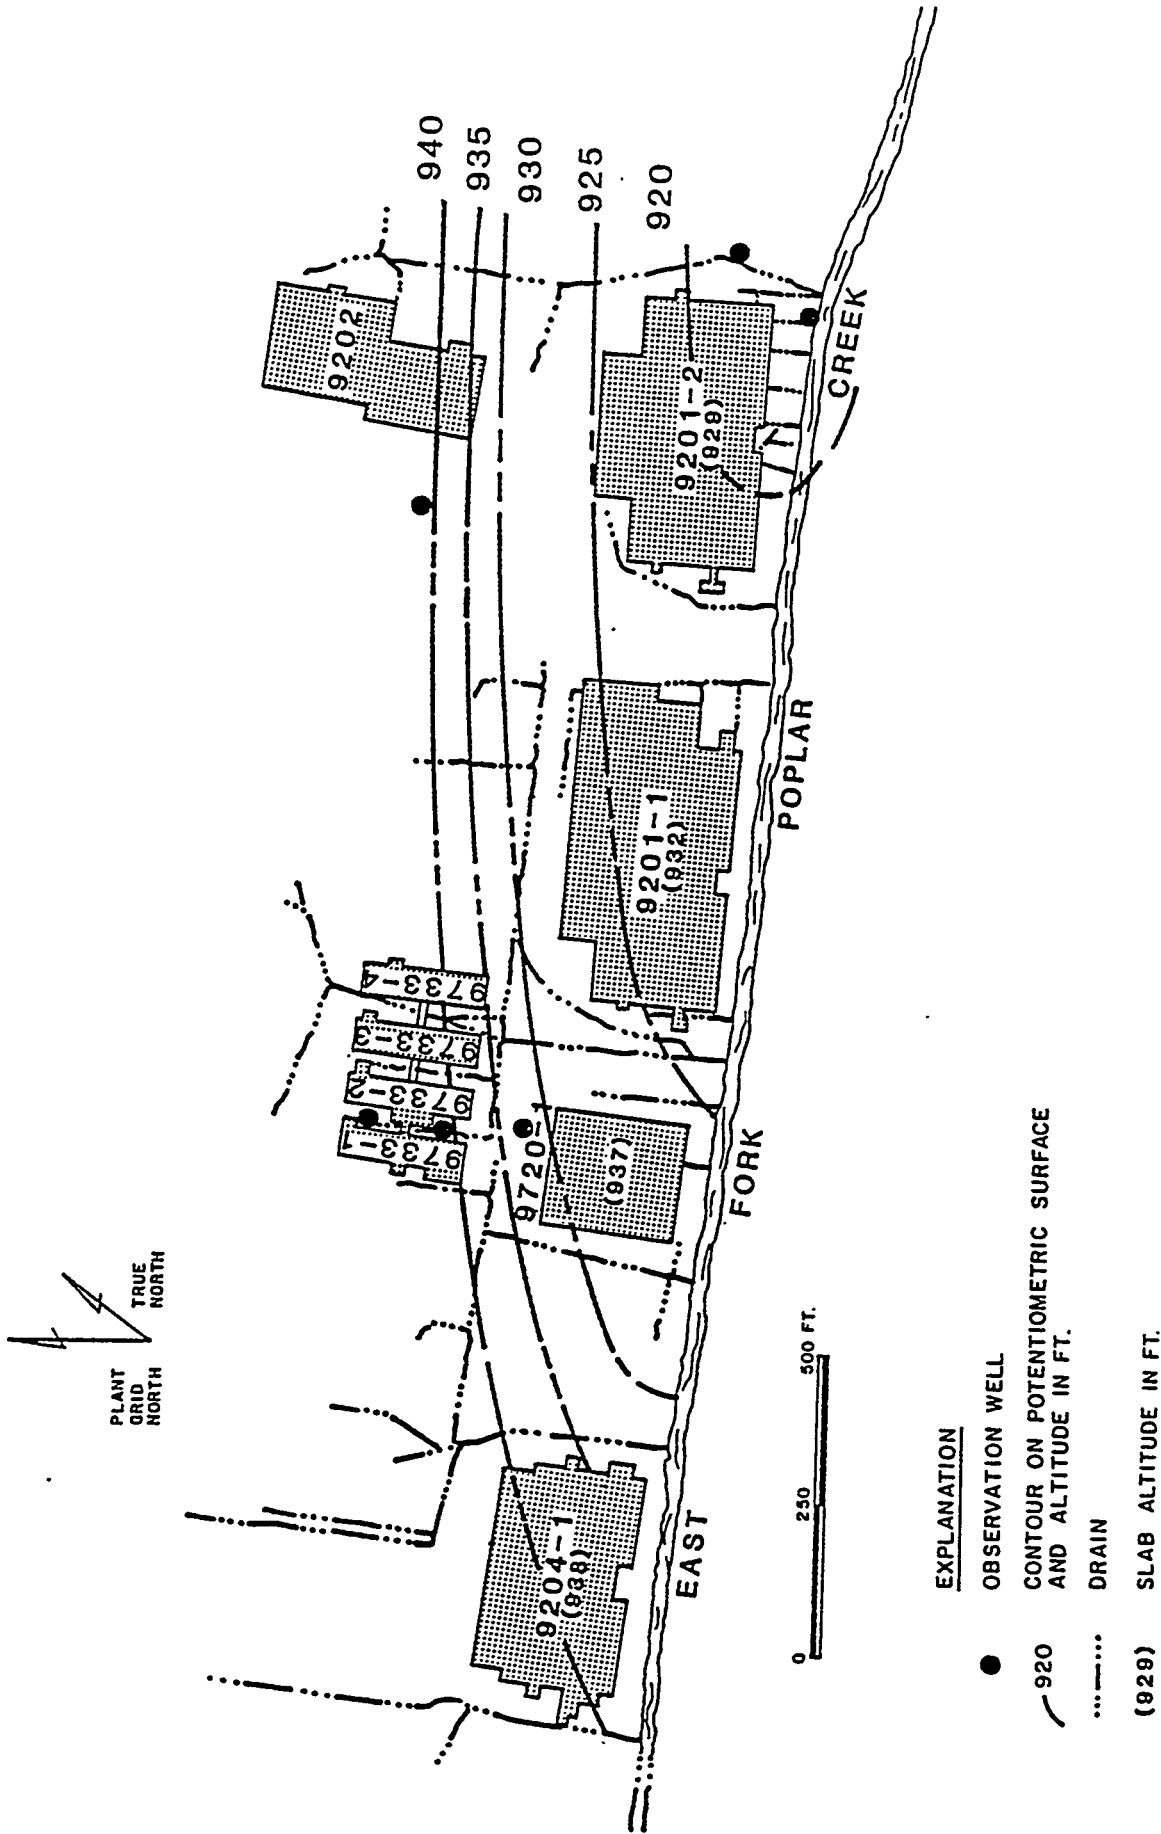 PLANT
GRID
NORTH
TRUE
NORTH
940
935
930
925
920
9202
9733-4
9733-3
9733-2
9733-1
9720-
(937)
9201-2
(929)
9201-1
(932)
9204-1
(938)
EAST
FORK
POPLAR
CREEK
0
250
500 FT.
EXPLANATION
OBSERVATION WELL
920
CONTOUR ON POTENTIOMETRIC SURFACE
AND ALTITUDE IN FT.
DRAIN
(929)
SLAB ALTITUDE IN FT.